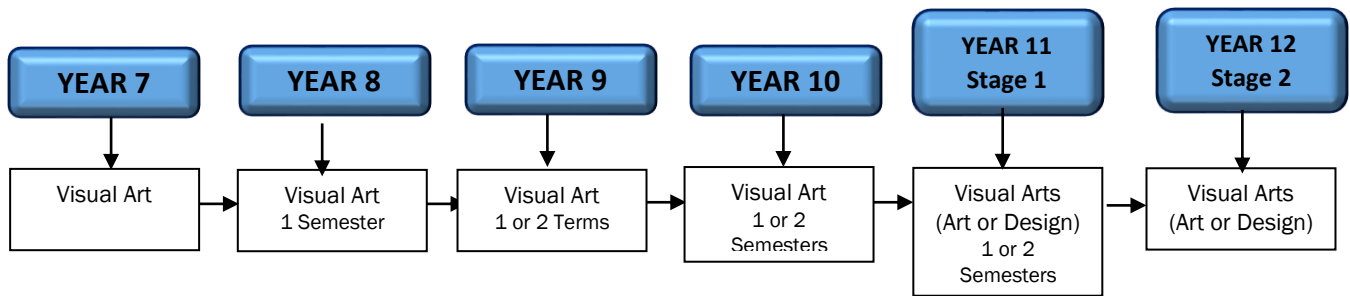 YEAR 7
YEAR 8
YEAR 9
YEAR 10
YEAR 11
Stage 1
YEAR 12
Stage 2
Visual Art
Visual Art
1 Semester
Visual Art
1 or 2 Terms
Visual Art
1 or 2
Semesters
Visual Arts
(Art or Design)
1 or 2
Semesters
Visual Arts
(Art or Design)